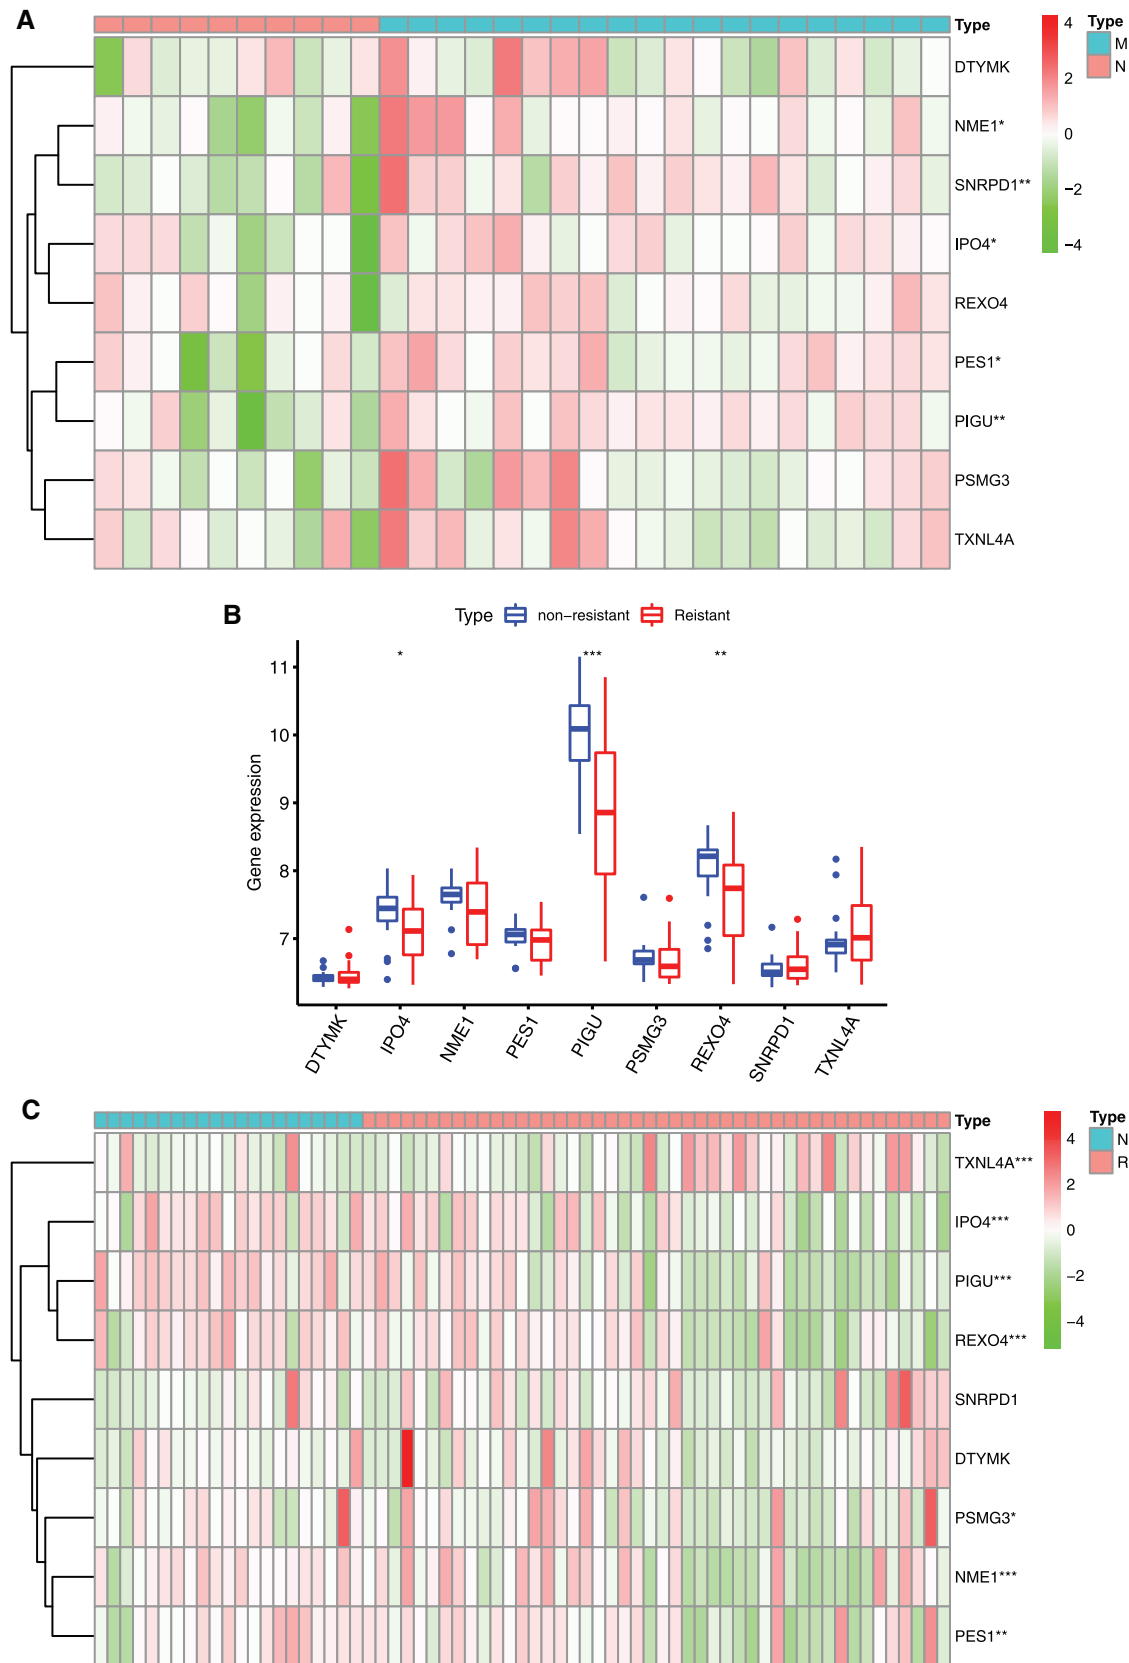 A
Type
DTYMK
NME1*
SNRPD1**
IPO4*
REXO4
PES1*
PIGU**
PSMG3
TXNL4A
4
2
0
−2
−4
Type
M
N
B
Type non−resistant Reistant
* *** **
Gene expression
11
10
9
8
7
DTYMK
IPO4
NME1
PES1
PIGU
PSMG3
REXO4
SNRPD1
TXNL4A
C
Type
TXNL4A***
IPO4***
PIGU***
REXO4***
SNRPD1
DTYMK
PSMG3*
NME1***
PES1**
4
2
0
−2
−4
Type
N
R